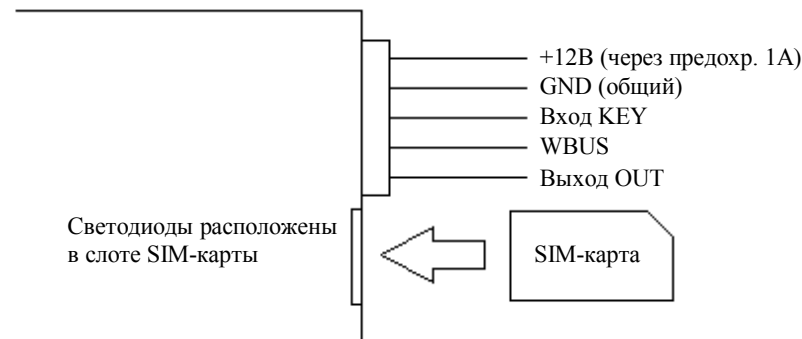 +12В (через предохр. 1А)
GND (общий)
Вход KEY
WBUS
Выход OUT
Светодиоды расположены
в слоте SIM-карты
SIM-карта